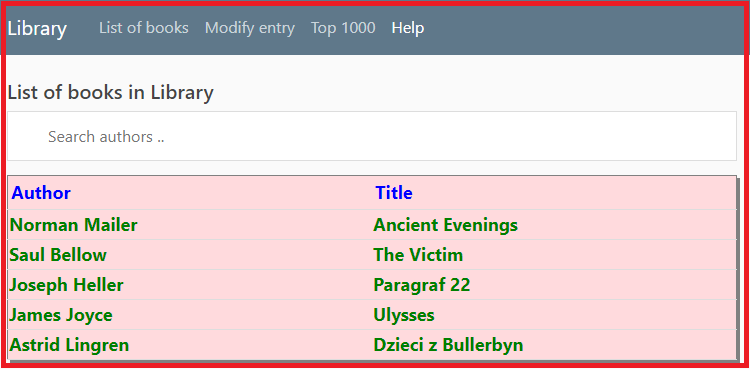 Library List of books Modify entry Top 1000 Help
List of books in Library
Search authors ..
Author Title
Norman Mailer Ancient Evenings
Saul Bellow The Victim
Joseph Heller Paragraf 22
James Joyce Ulysses
Astrid Lingren Dzieci z Bullerbyn